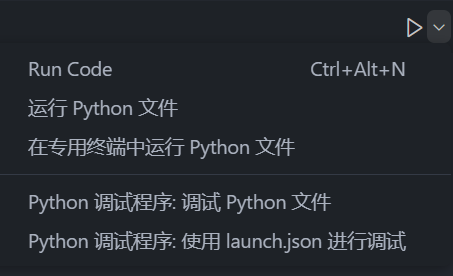 Run Code Ctrl+Alt+N
运行 Python 文件
在专用终端中运行 Python 文件
Python 调试程序: 调试 Python 文件
Python 调试程序: 使用 launch.json 进行调试